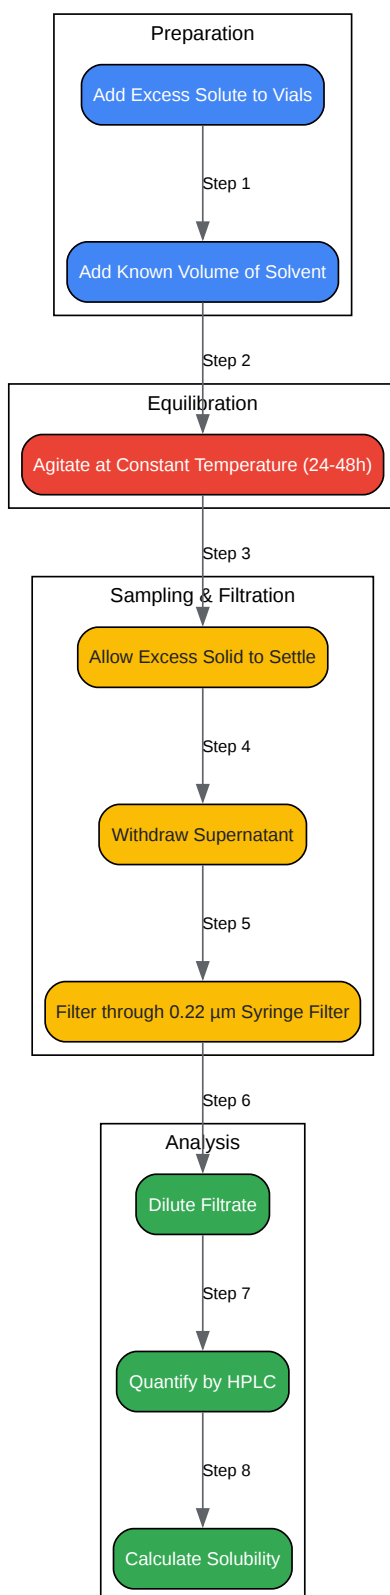 Preparation
Add Excess Solute to Vials
Step 1
Add Known Volume of Solvent
Step 2
Equilibration
Agitate at Constant Temperature (24-48h)
Step 3
Sampling & Filtration
Allow Excess Solid to Settle
Step 4
Withdraw Supernatant
Step 5
Filter through 0.22 µm Syringe Filter
Step 6
Analysis
Dilute Filtrate
Step 7
Quantify by HPLC
Step 8
Calculate Solubility